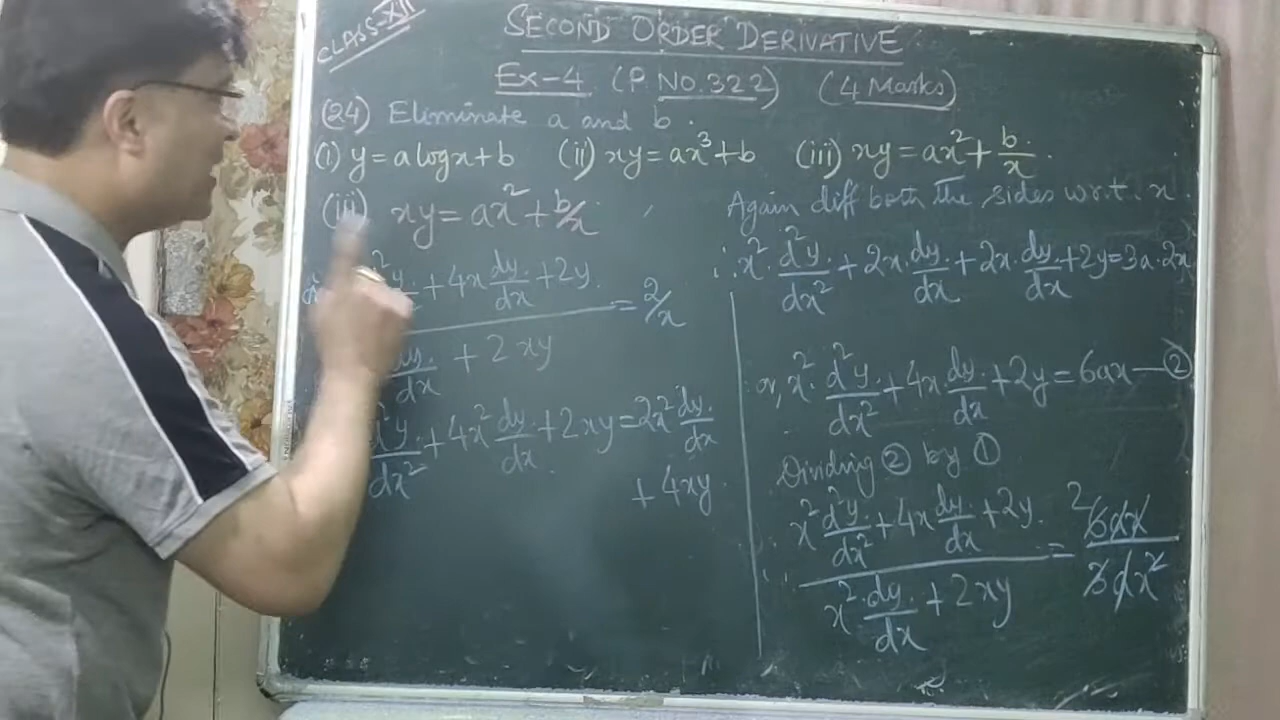 CLASS-XII
SECOND ORDER DERIVATIVE
Ex-4 (P. NO. 322) (4 Marks)
(24) Eliminate a and b.
(i) y = a log x + b (ii) xy = ax³ + b (iii) xy = ax² + b/x.
(iii) xy = ax² + b/x
d²y/dx² + 4x dy/dx + 2y / dy/dx + 2xy = 2/x
d²y/dx² + 4x² dy/dx + 2xy = 2x² dy/dx
+ 4xy
Again diff both the sides w.r.t. x
∴ x² · d²y/dx² + 2x · dy/dx + 2x · dy/dx + 2y = 3a · 2x
or, x² · d²y/dx² + 4x · dy/dx + 2y = 6ax — ②
Dividing ② by ①
∴ x² d²y/dx² + 4x dy/dx + 2y / x² · dy/dx + 2xy = 2 6ax / 3ax²